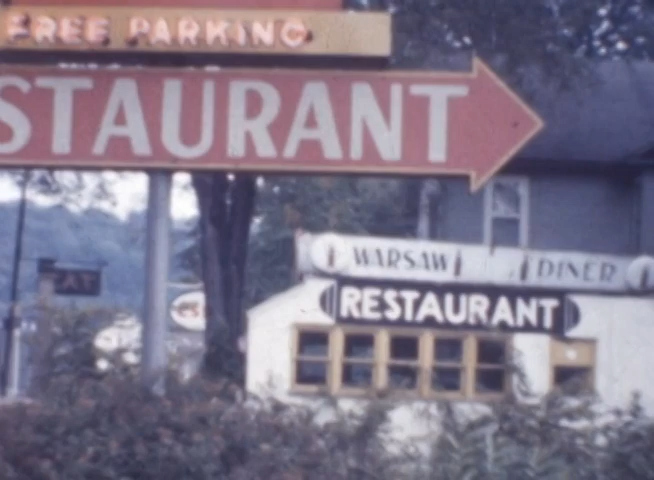 FREE PARKING
STAURANT
WARSAW DINER
RESTAURANT
EAT